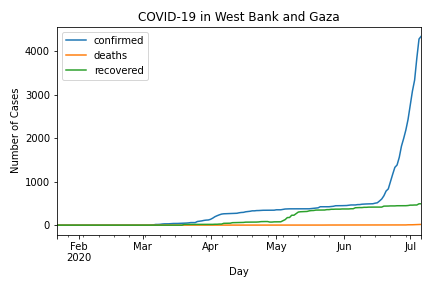 COVID-19 in West Bank and Gaza
confirmed
deaths
recovered
Number of Cases
4000
3000
2000
1000
0
Feb
2020
Mar
Apr
May
Jun
Jul
Day